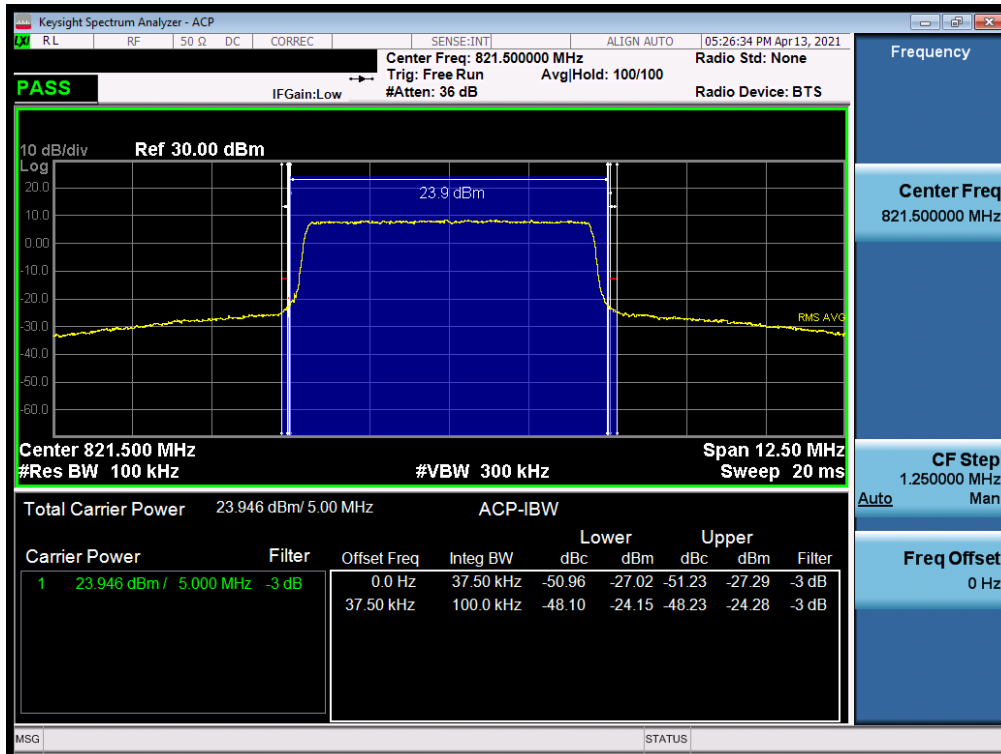 Keysight Spectrum Analyzer - ACP
LXI RL RF 50 Ω DC CORREC SENSE:INT ALIGN AUTO 05:26:34 PM Apr 13, 2021
Center Freq: 821.500000 MHz Radio Std: None
Trig: Free Run Avg|Hold: 100/100
PASS IFGain:Low #Atten: 36 dB Radio Device: BTS
10 dB/div Ref 30.00 dBm
Log
20.0
10.0
0.00
-10.0
-20.0
-30.0
-40.0
-50.0
-60.0
23.9 dBm
RMS AVG
Center 821.500 MHz Span 12.50 MHz
#Res BW 100 kHz #VBW 300 kHz Sweep 20 ms
Total Carrier Power 23.946 dBm/ 5.00 MHz ACP-IBW
Lower Upper
Carrier Power Filter Offset Freq Integ BW dBc dBm dBc dBm Filter
1 23.946 dBm / 5.000 MHz -3 dB 0.0 Hz 37.50 kHz -50.96 -27.02 -51.23 -27.29 -3 dB
37.50 kHz 100.0 kHz -48.10 -24.15 -48.23 -24.28 -3 dB
MSG STATUS
Frequency
Center Freq
821.500000 MHz
CF Step
1.250000 MHz
Auto Man
Freq Offset
0 Hz